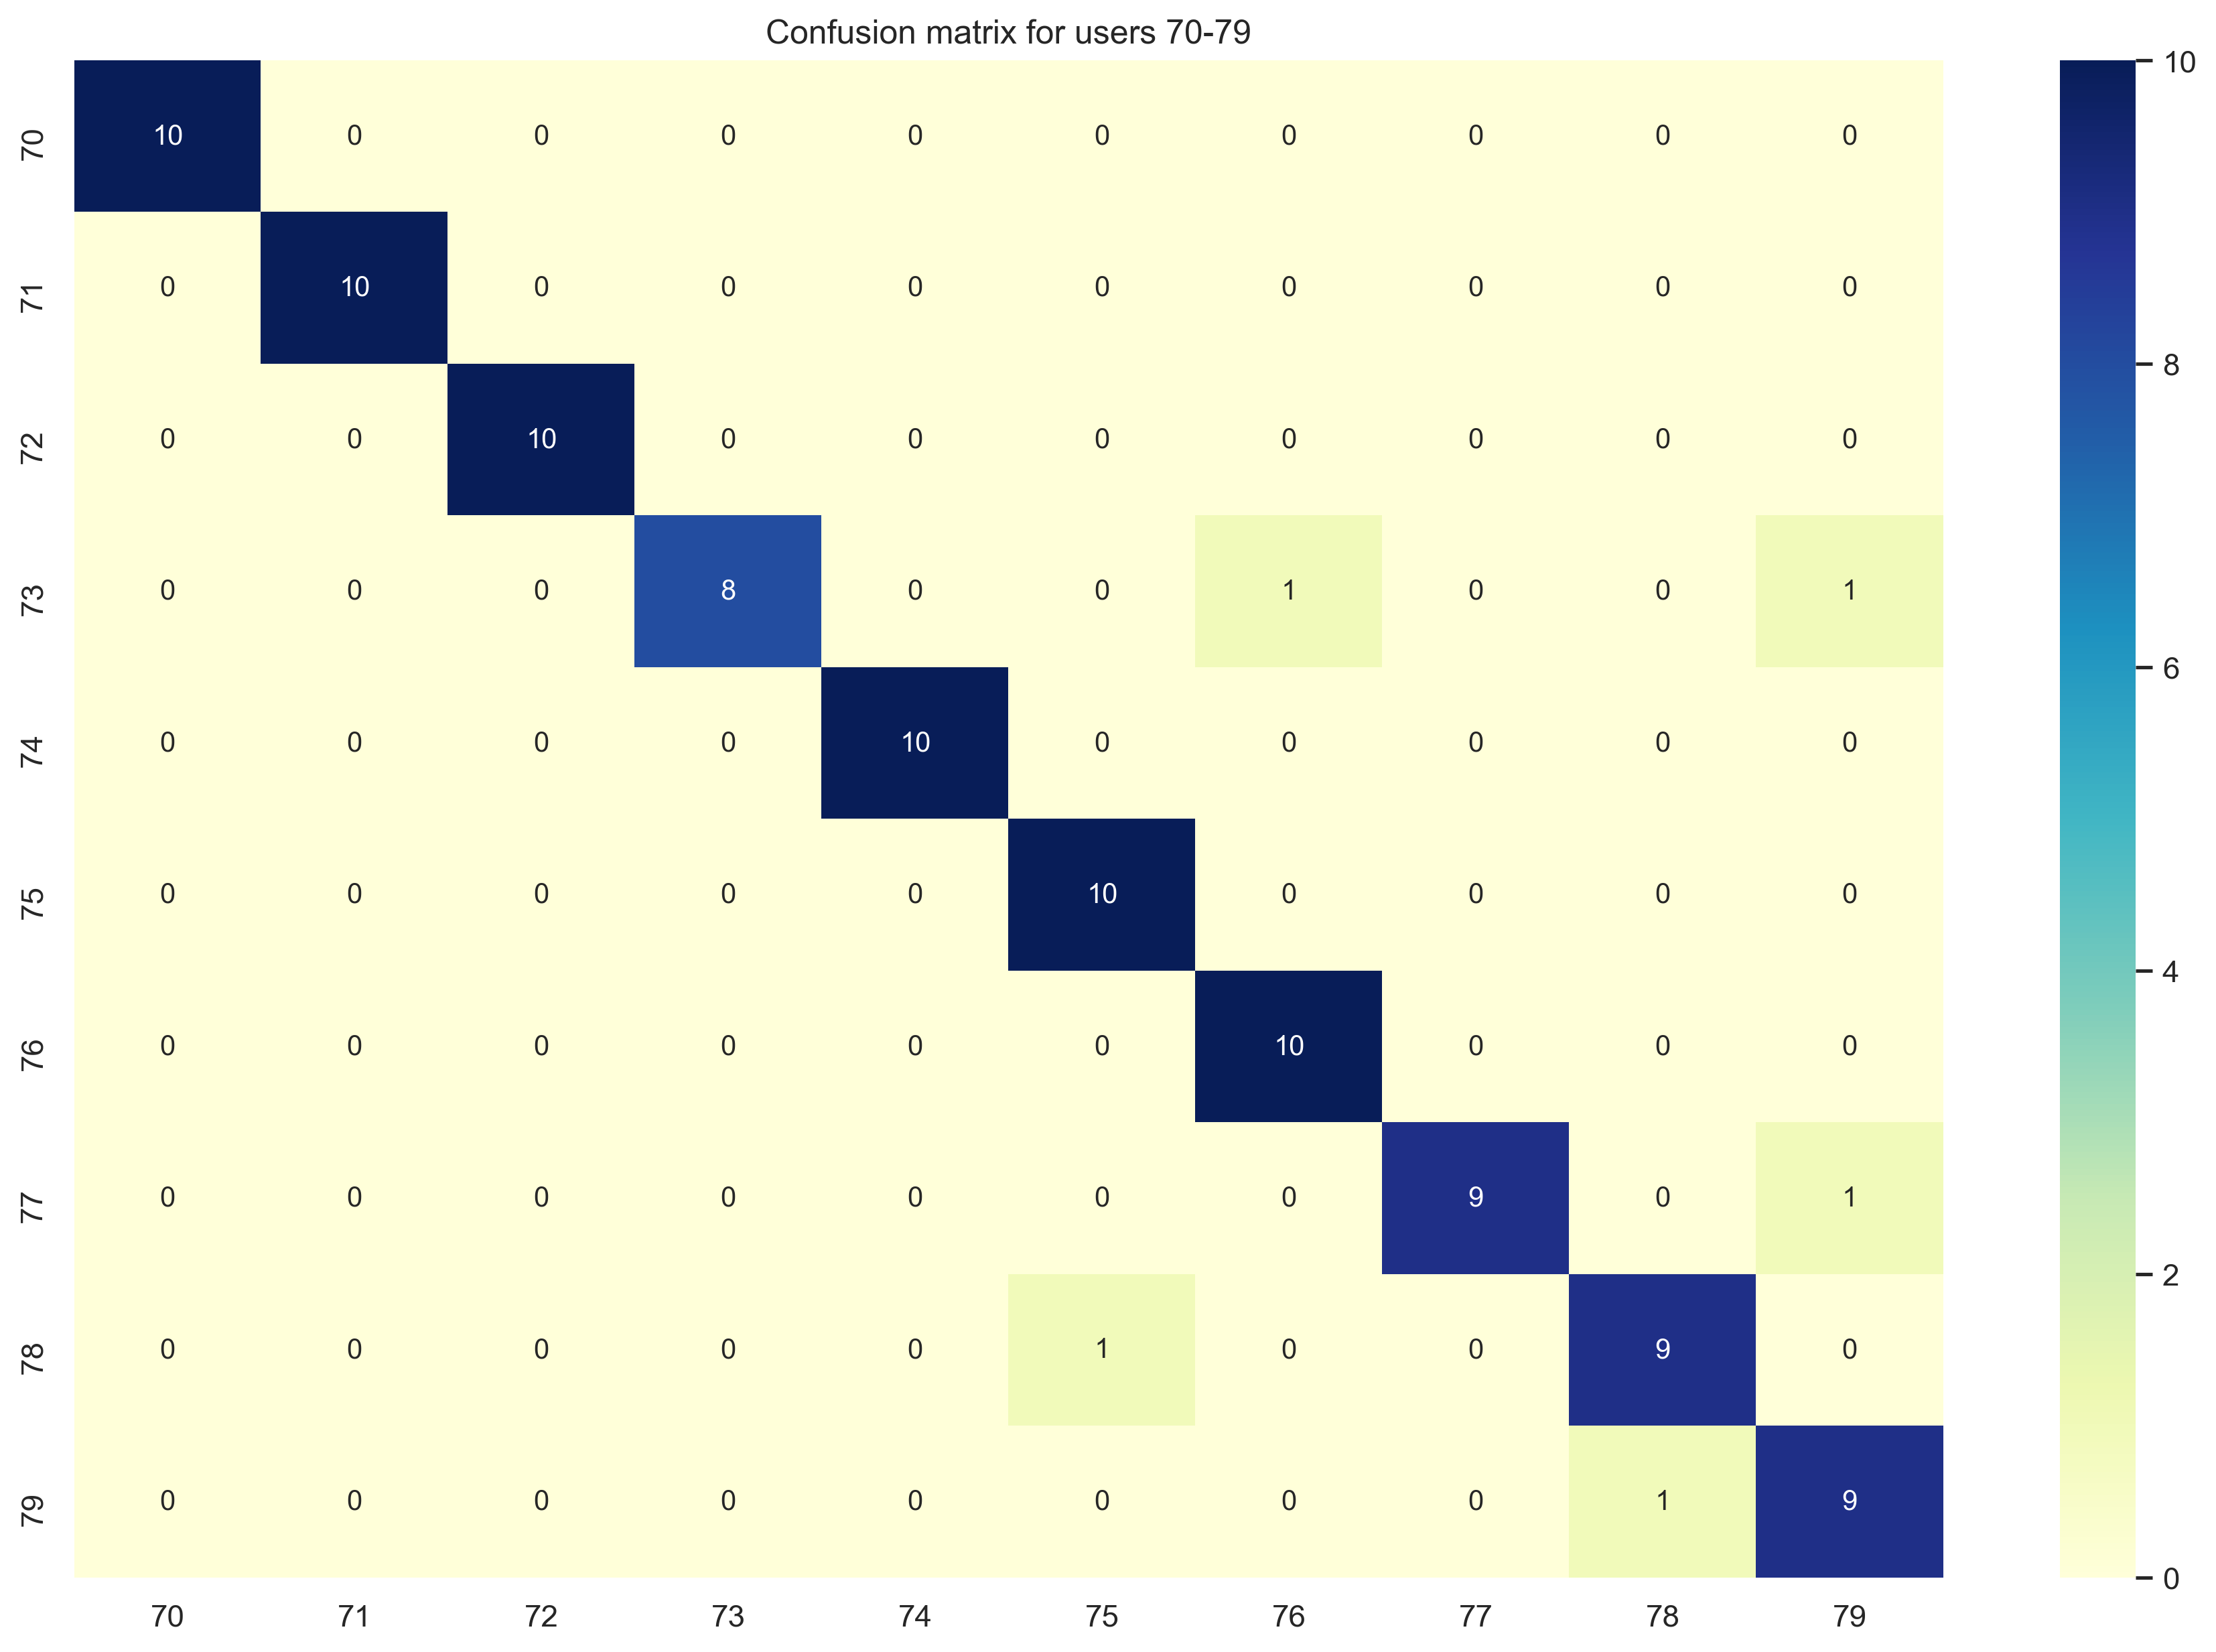 Confusion matrix for users 70-79
70 10 0 0 0 0 0 0 0 0 0
71 0 10 0 0 0 0 0 0 0 0
72 0 0 10 0 0 0 0 0 0 0
73 0 0 0 8 0 0 1 0 0 1
74 0 0 0 0 10 0 0 0 0 0
75 0 0 0 0 0 10 0 0 0 0
76 0 0 0 0 0 0 10 0 0 0
77 0 0 0 0 0 0 0 9 0 1
78 0 0 0 0 0 1 0 0 9 0
79 0 0 0 0 0 0 0 0 1 9
70 71 72 73 74 75 76 77 78 79
10
8
6
4
2
0